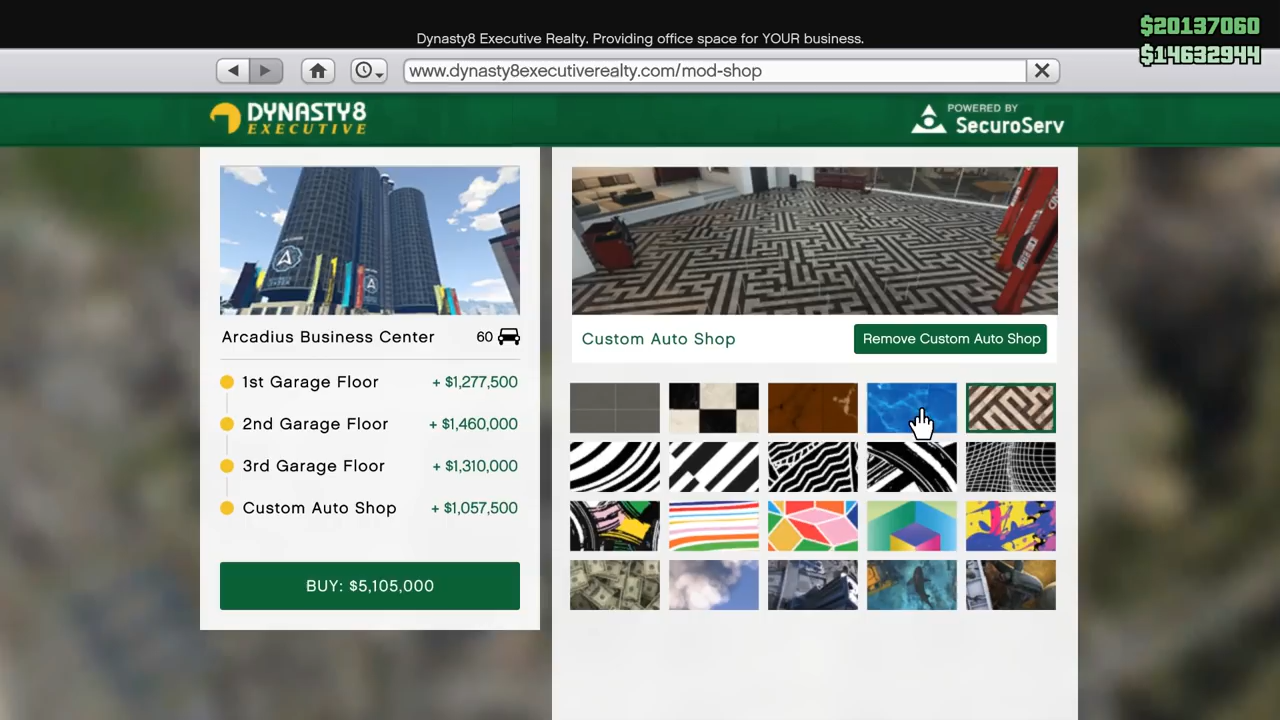 $20137060
$14632944
Dynasty8 Executive Realty. Providing office space for YOUR business.
www.dynasty8executiverealty.com/mod-shop
DYNASTY 8
EXECUTIVE
POWERED BY
SecuroServ
Arcadius Business Center 60
1st Garage Floor + $1,277,500
2nd Garage Floor + $1,460,000
3rd Garage Floor + $1,310,000
Custom Auto Shop + $1,057,500
BUY: $5,105,000
Custom Auto Shop
Remove Custom Auto Shop